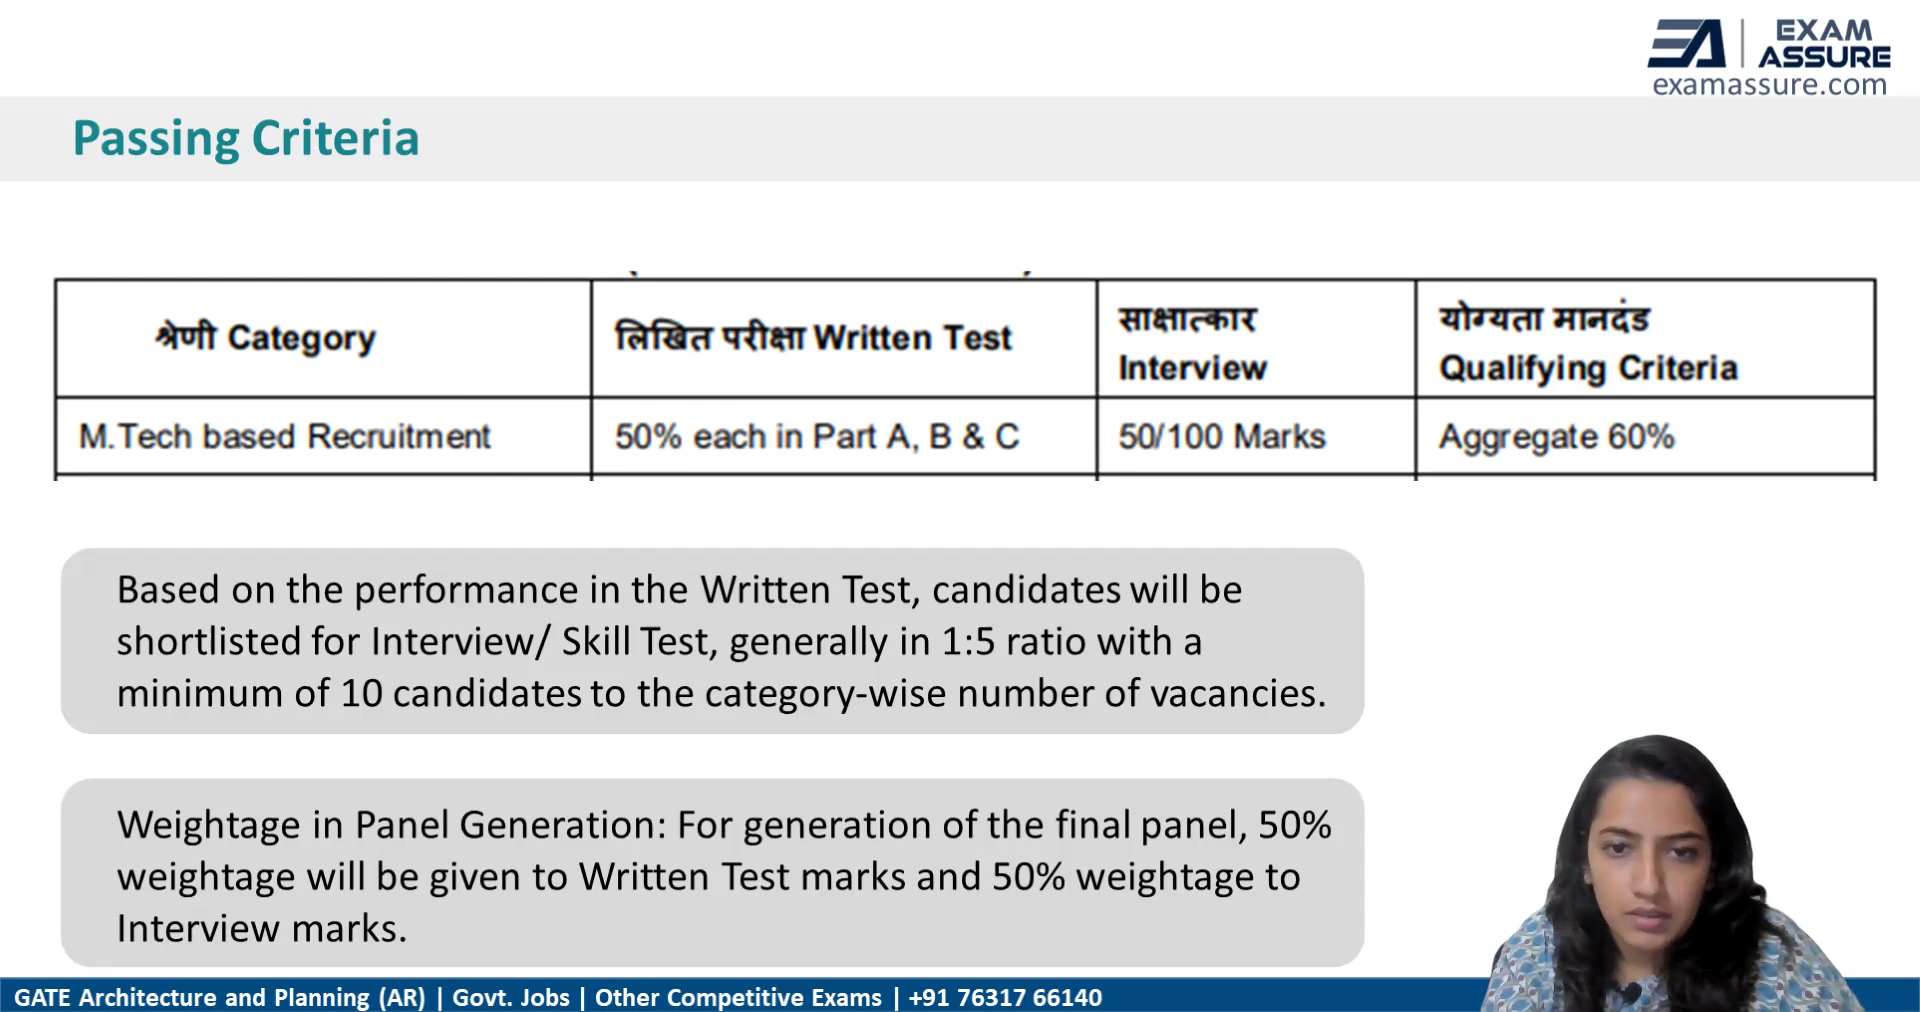 EXAM
ASSURE
examassure.com
Passing Criteria
श्रेणी Category
लिखित परीक्षा Written Test
साक्षात्कार
Interview
योग्यता मानदंड
Qualifying Criteria
M.Tech based Recruitment
50% each in Part A, B & C
50/100 Marks
Aggregate 60%
Based on the performance in the Written Test, candidates will be
shortlisted for Interview/ Skill Test, generally in 1:5 ratio with a
minimum of 10 candidates to the category-wise number of vacancies.
Weightage in Panel Generation: For generation of the final panel, 50%
weightage will be given to Written Test marks and 50% weightage to
Interview marks.
GATE Architecture and Planning (AR) | Govt. Jobs | Other Competitive Exams | +91 76317 66140